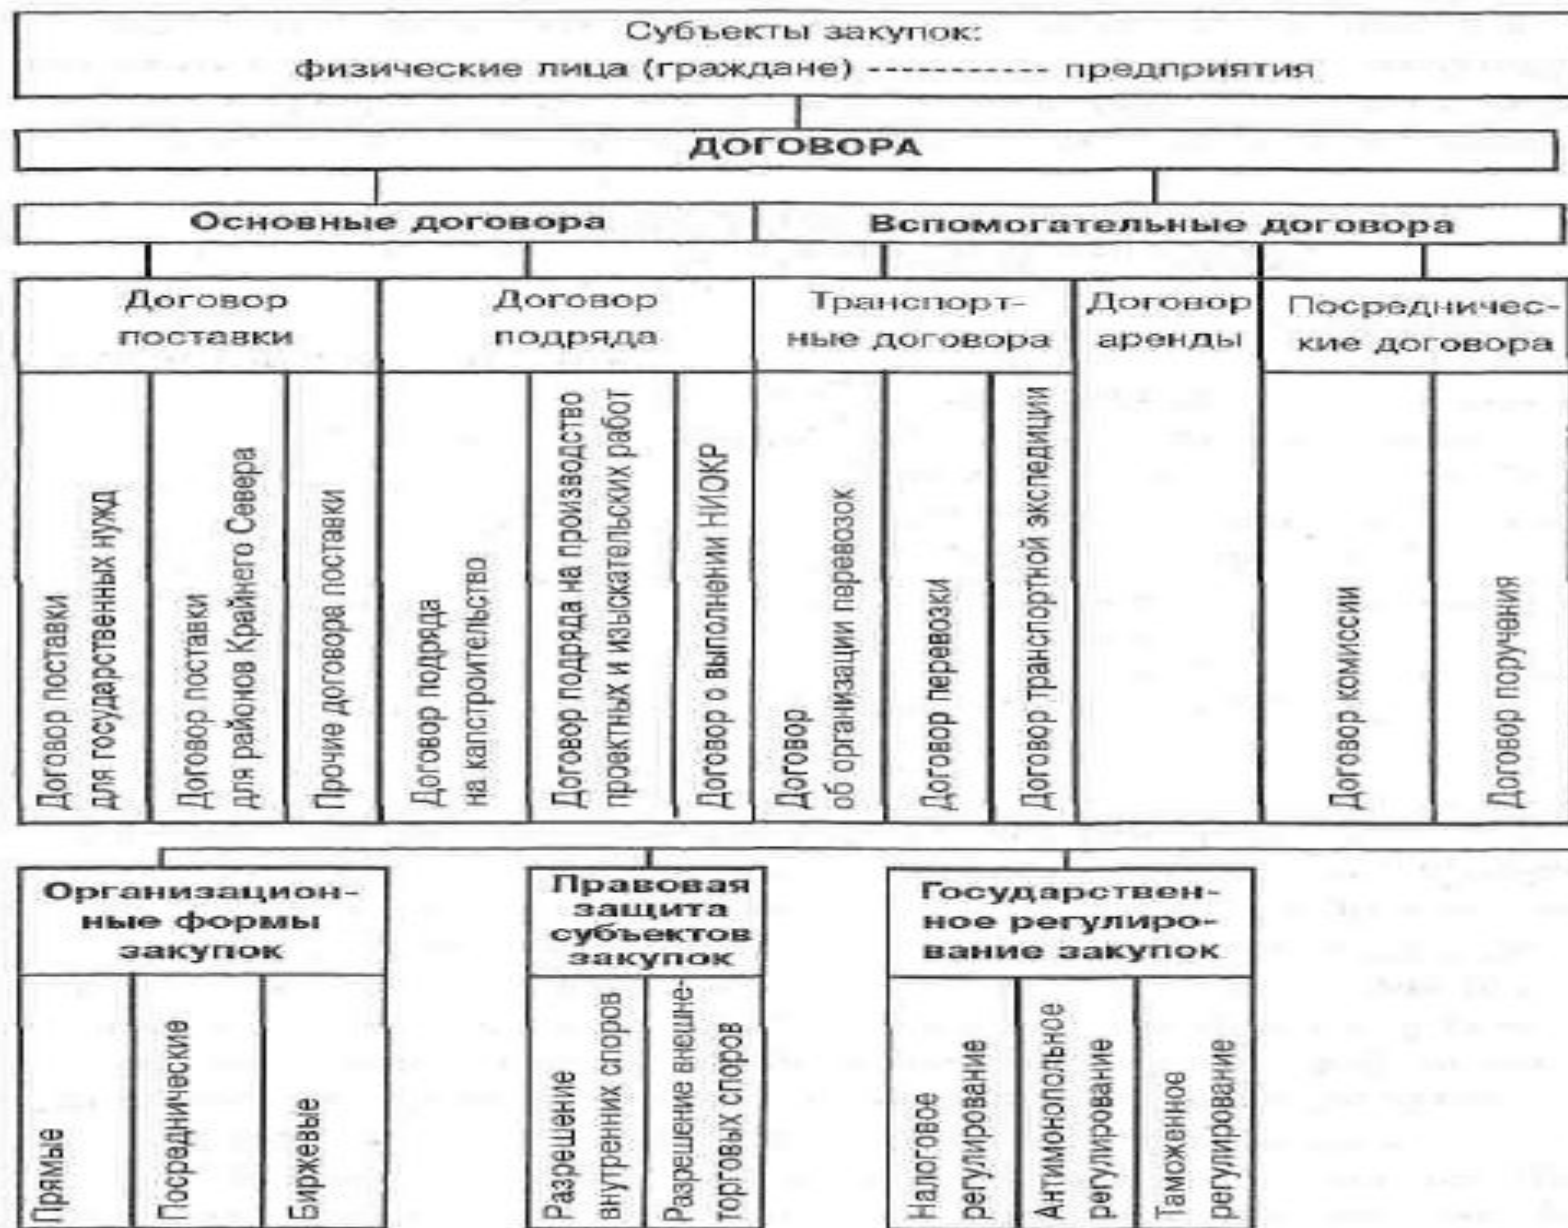 Субъекты закупок:
физические лица (граждане) ----------- предприятия
ДОГОВОРА
Основные договора
Вспомогательные договора
Договор
поставки
Договор
подряда
Транспорт-
ные договора
Договор
аренды
Посредничес-
кие договора
Договор поставки
для государственных нужд
Договор поставки
для районов Крайнего Севера
Прочие договора поставки
Договор подряда
на капстроительство
Договор подряда на производство
проектных и изыскательских работ
Договор о выполнении НИОКР
Договор
об организации перевозок
Договор перевозки
Договор транспортной экспедиции
Договор комиссии
Договор поручения
Организацион-
ные формы
закупок
Правовая
защита
субъектов
закупок
Государствен-
ное регулиро-
вание закупок
Прямые
Посреднические
Биржевые
Разрешение
внутренних споров
Разрешение внешне-
торговых споров
Налоговое
регулирование
Антимонопольное
регулирование
Таможенное
регулирование